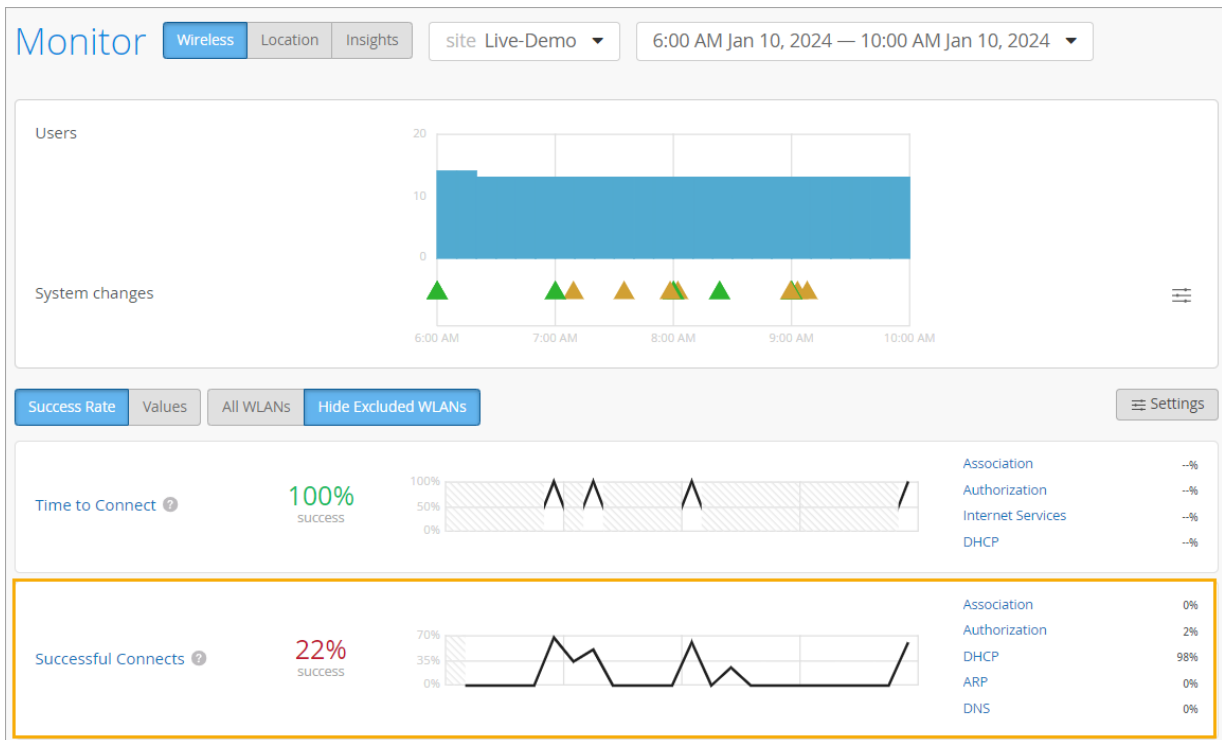 Monitor Wireless Location Insights site Live-Demo 6:00 AM Jan 10, 2024 — 10:00 AM Jan 10, 2024
Users
20
10
0
System changes
6:00 AM 7:00 AM 8:00 AM 9:00 AM 10:00 AM
Success Rate Values All WLANs Hide Excluded WLANs Settings
Time to Connect ?
100%
success
100%
50%
0%
Association --%
Authorization --%
Internet Services --%
DHCP --%
Successful Connects ?
22%
success
70%
35%
0%
Association 0%
Authorization 2%
DHCP 98%
ARP 0%
DNS 0%